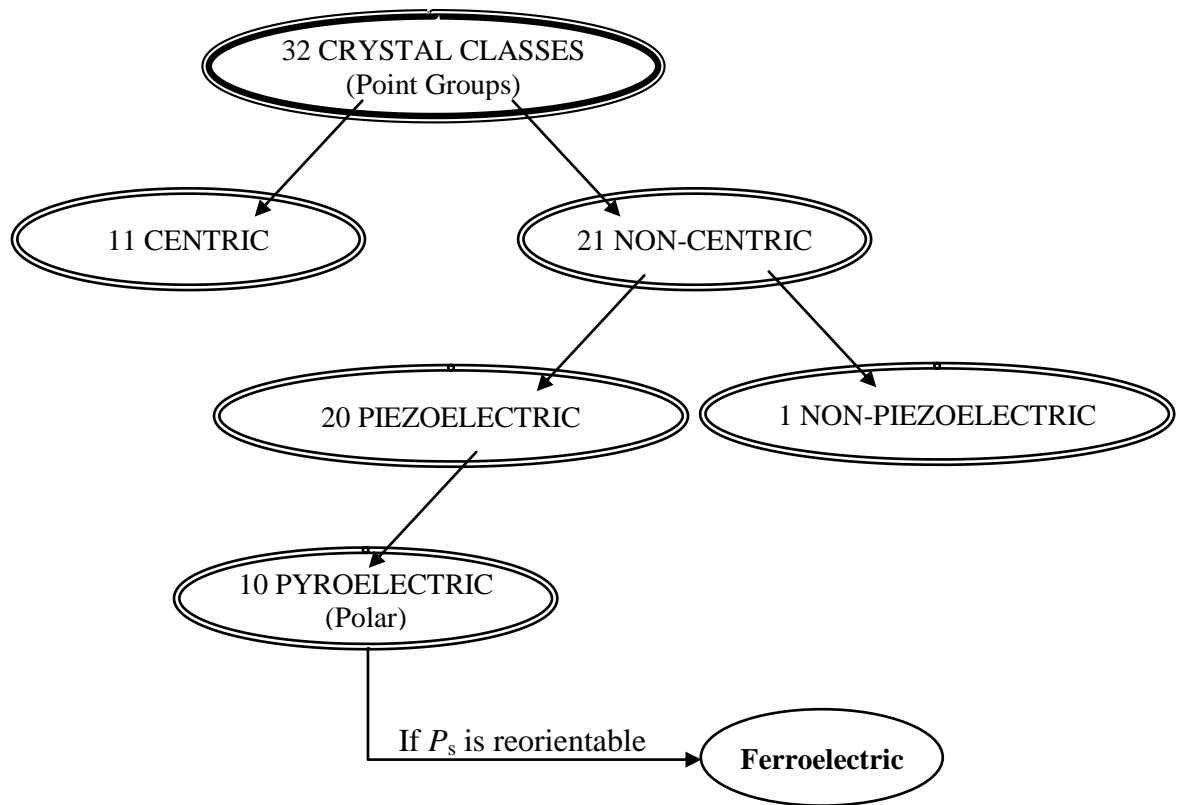 32 CRYSTAL CLASSES
(Point Groups)
11 CENTRIC
21 NON-CENTRIC
20 PIEZOELECTRIC
1 NON-PIEZOELECTRIC
10 PYROELECTRIC
(Polar)
If Ps is reorientable
Ferroelectric